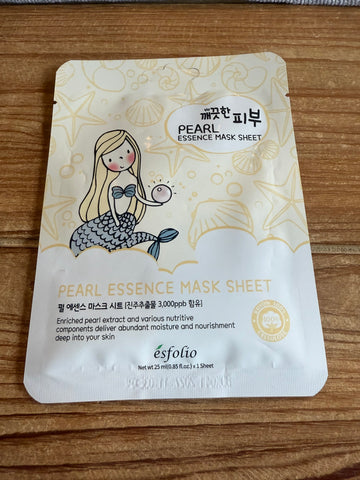 깨끗한 피부
PEARL
ESSENCE MASK SHEET
PEARL ESSENCE MASK SHEET
펄 에센스 마스크 시트 [진주추출물 3,000ppb 함유]
Enriched pearl extract and various nutritive
components deliver abundant moisture and nourishment
deep into your skin
100%
esfolio
Net wt 25 ml(0.85 fl.oz.) x 1 Sheet